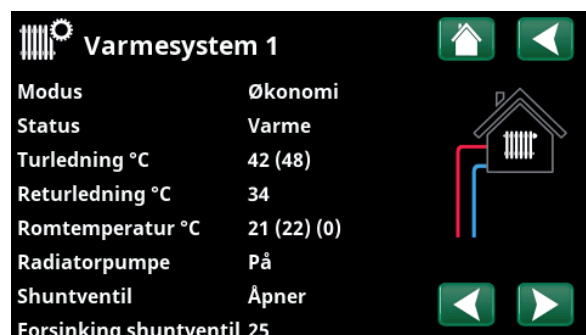 Varmesystem 1
Modus Økonomi
Status Varme
Turledning °C 42 (48)
Returledning °C 34
Romtemperatur °C 21 (22) (0)
Radiatorpumpe På
Shuntventil Åpner
Forsinking shuntventil 25